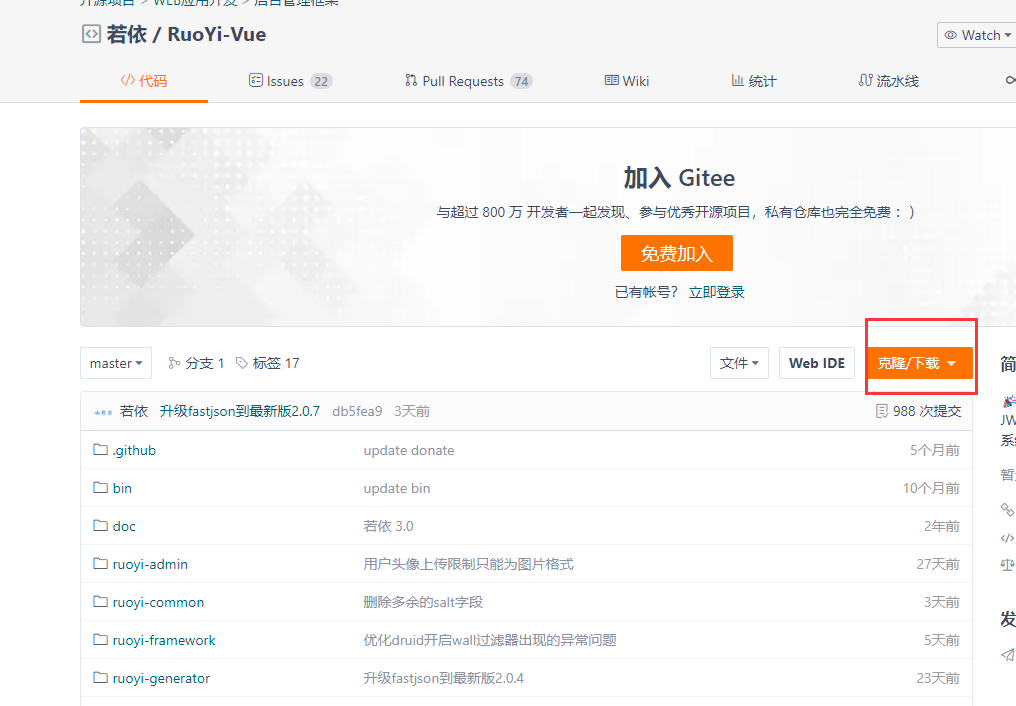 开源项目 > WEB应用开发 > 后台管理框架
若依 / RuoYi-Vue
Watch
代码
Issues 22
Pull Requests 74
Wiki
统计
流水线
加入 Gitee
与超过 800 万 开发者一起发现、参与优秀开源项目，私有仓库也完全免费 ：）
免费加入
已有帐号？ 立即登录
master
分支 1
标签 17
文件
Web IDE
克隆/下载
简
若依 升级fastjson到最新版2.0.7 db5fea9 3天前
988 次提交
JW
系统
.github update donate 5个月前
暂
bin update bin 10个月前
doc 若依 3.0 2年前
ruoyi-admin 用户头像上传限制只能为图片格式 27天前
ruoyi-common 删除多余的salt字段 3天前
发
ruoyi-framework 优化druid开启wall过滤器出现的异常问题 5天前
ruoyi-generator 升级fastjson到最新版2.0.4 23天前